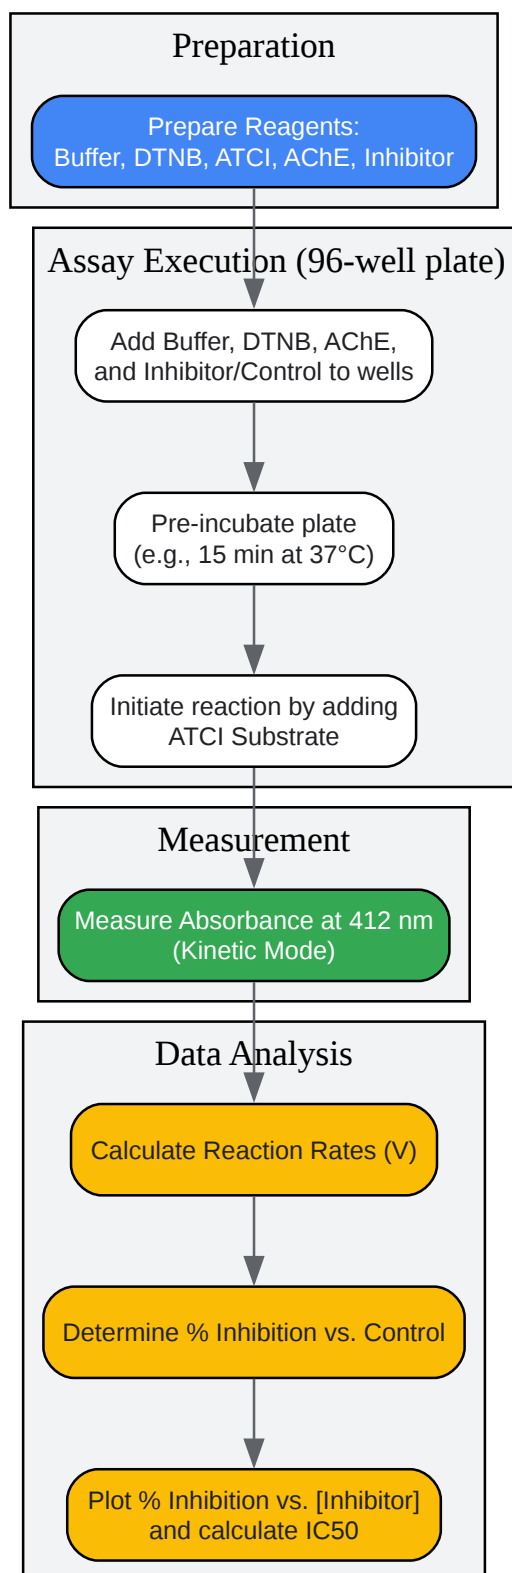 Preparation
Prepare Reagents:
Buffer, DTNB, ATCI, AChE, Inhibitor
Assay Execution (96-well plate)
Add Buffer, DTNB, AChE,
and Inhibitor/Control to wells
Pre-incubate plate
(e.g., 15 min at 37°C)
Initiate reaction by adding
ATCI Substrate
Measurement
Measure Absorbance at 412 nm
(Kinetic Mode)
Data Analysis
Calculate Reaction Rates (V)
Determine % Inhibition vs. Control
Plot % Inhibition vs. [Inhibitor]
and calculate IC50